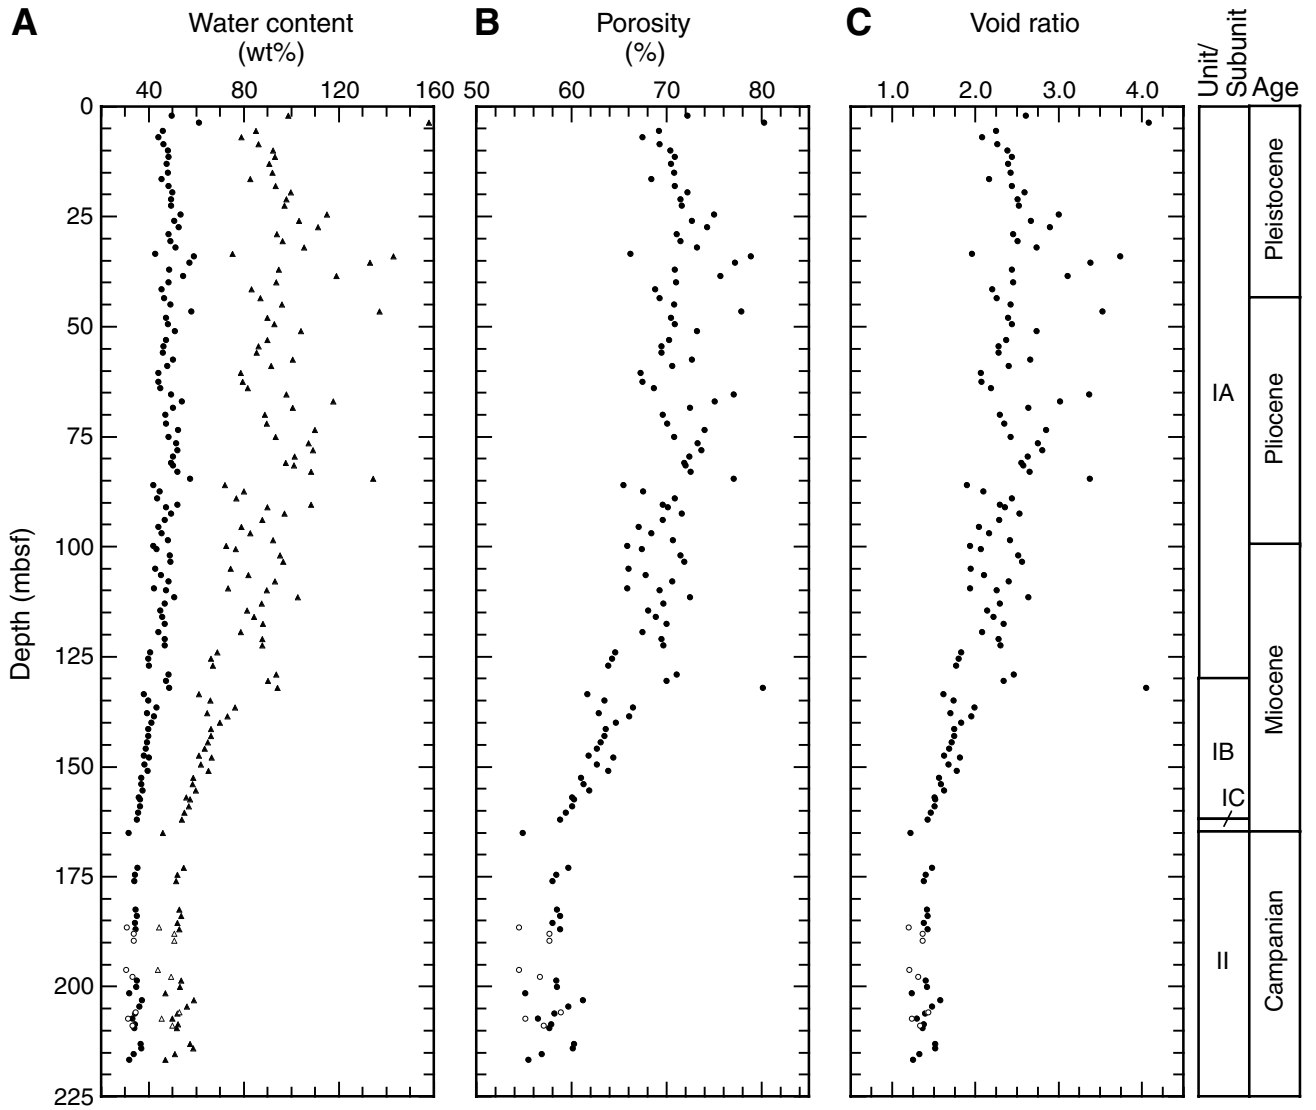 A
Water content
(wt%)
B
Porosity
(%)
C
Void ratio
Unit/
Subunit
Age
40 80 120 160
50 60 70 80
1.0 2.0 3.0 4.0
0
25
50
75
100
125
150
175
200
225
Depth (mbsf)
IA
IB
IC
II
Pleistocene
Pliocene
Miocene
Campanian